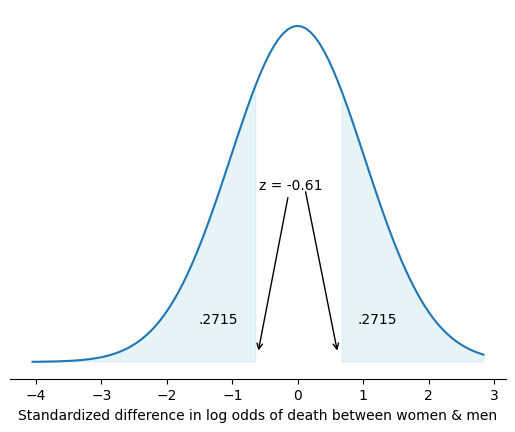 z = -0.61
.2715 .2715
−4 −3 −2 −1 0 1 2 3
Standardized difference in log odds of death between women & men